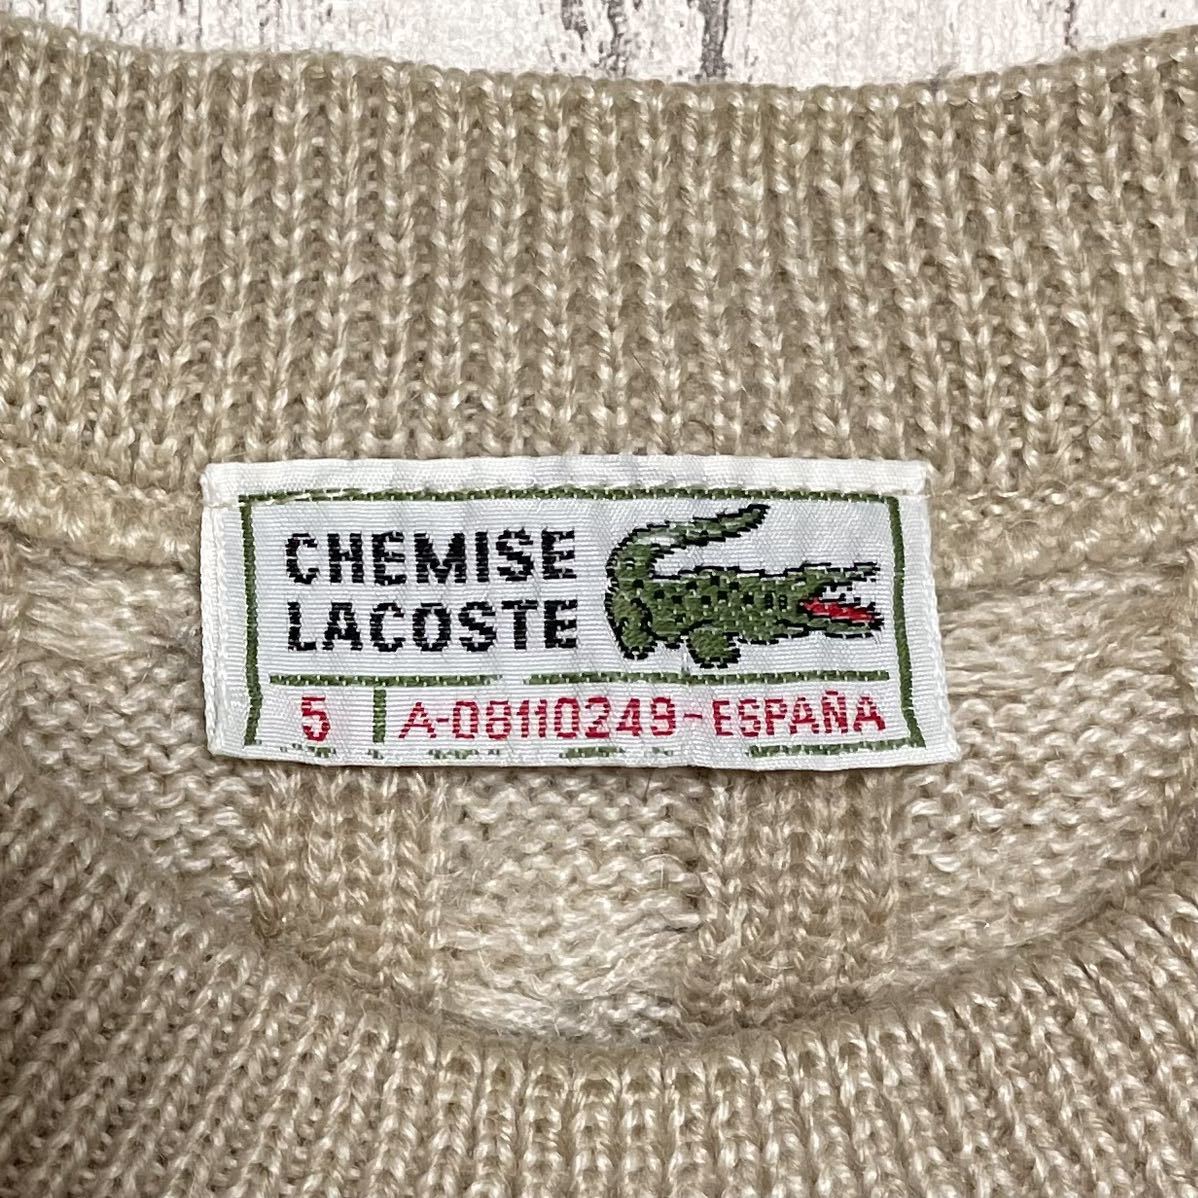 CHEMISE
LACOSTE
5 A-08110249-ESPAÑA